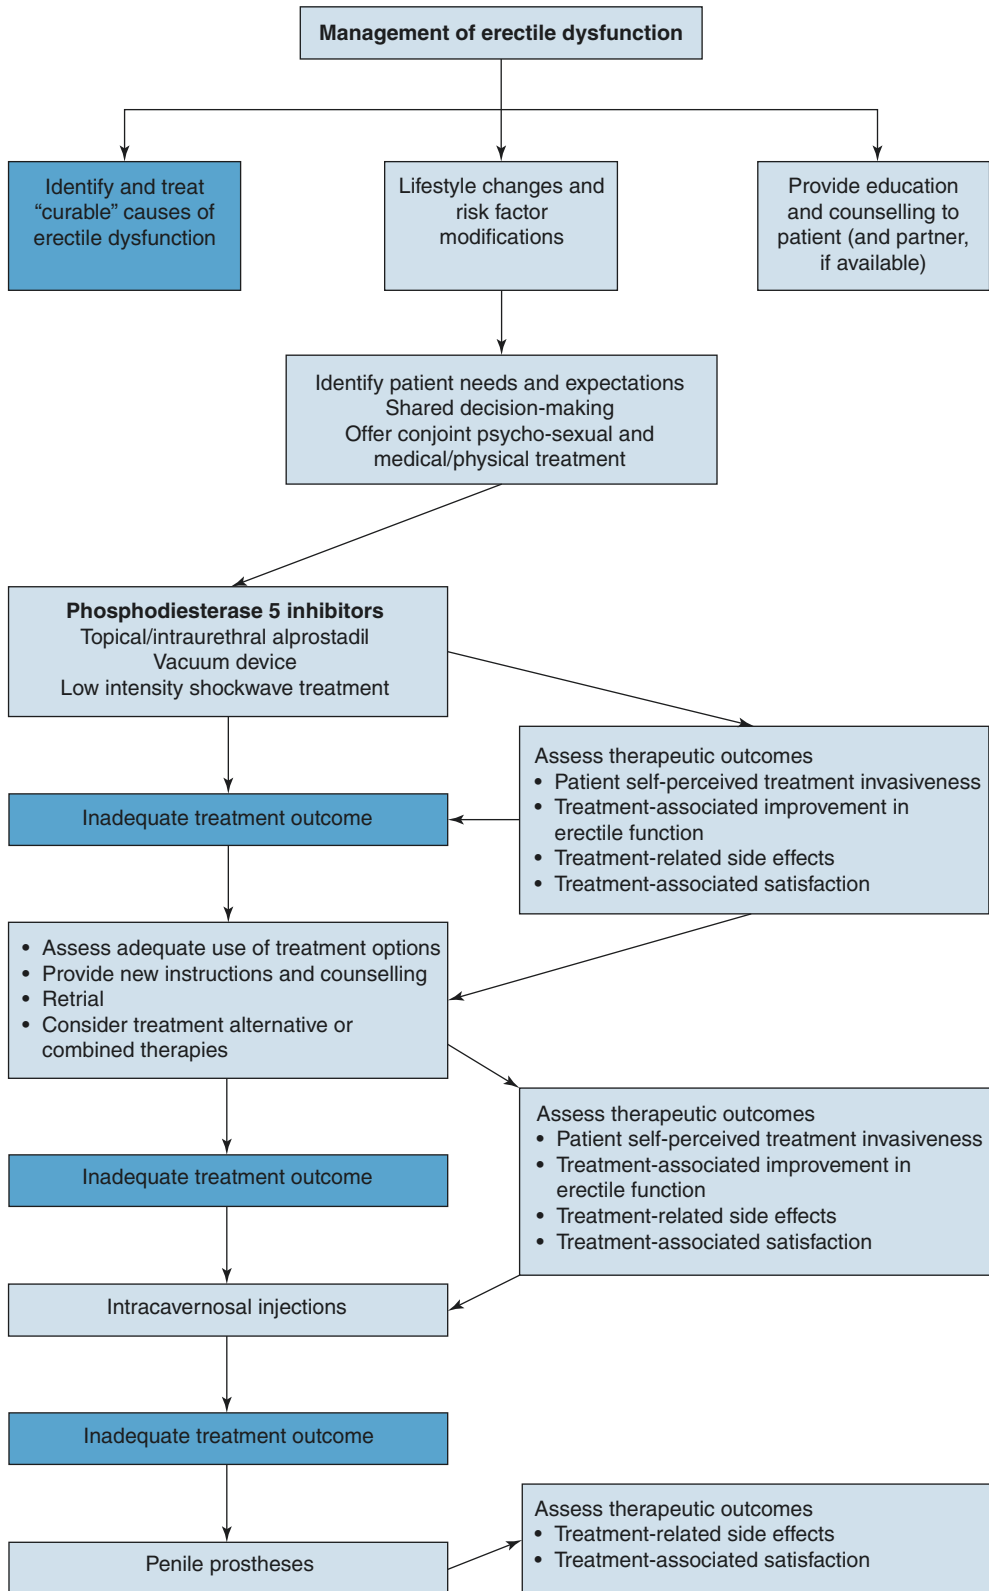 Management of erectile dysfunction
Identify and treat
“curable” causes of
erectile dysfunction
Lifestyle changes and
risk factor
modifications
Provide education
and counselling to
patient (and partner,
if available)
Identify patient needs and expectations
Shared decision-making
Offer conjoint psycho-sexual and
medical/physical treatment
Phosphodiesterase 5 inhibitors
Topical/intraurethral alprostadil
Vacuum device
Low intensity shockwave treatment
Assess therapeutic outcomes
• Patient self-perceived treatment invasiveness
• Treatment-associated improvement in
erectile function
• Treatment-related side effects
• Treatment-associated satisfaction
Inadequate treatment outcome
• Assess adequate use of treatment options
• Provide new instructions and counselling
• Retrial
• Consider treatment alternative or
combined therapies
Assess therapeutic outcomes
• Patient self-perceived treatment invasiveness
• Treatment-associated improvement in
erectile function
• Treatment-related side effects
• Treatment-associated satisfaction
Inadequate treatment outcome
Intracavernosal injections
Inadequate treatment outcome
Penile prostheses
Assess therapeutic outcomes
• Treatment-related side effects
• Treatment-associated satisfaction